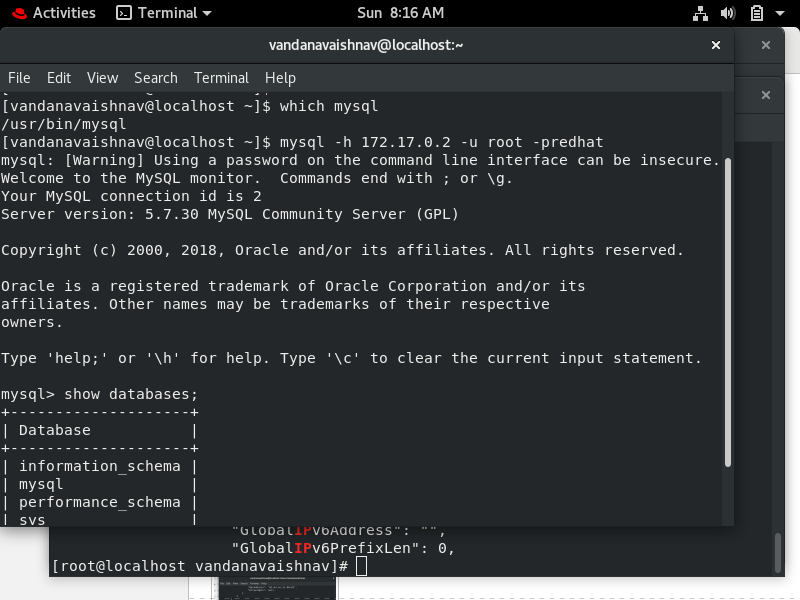 Activities Terminal Sun 8:16 AM
vandanavaishnav@localhost:~
File Edit View Search Terminal Help
[vandanavaishnav@localhost ~]$ which mysql
/usr/bin/mysql
[vandanavaishnav@localhost ~]$ mysql -h 172.17.0.2 -u root -predhat
mysql: [Warning] Using a password on the command line interface can be insecure.
Welcome to the MySQL monitor.  Commands end with ; or \g.
Your MySQL connection id is 2
Server version: 5.7.30 MySQL Community Server (GPL)
Copyright (c) 2000, 2018, Oracle and/or its affiliates. All rights reserved.
Oracle is a registered trademark of Oracle Corporation and/or its
affiliates. Other names may be trademarks of their respective
owners.
Type 'help;' or '\h' for help. Type '\c' to clear the current input statement.
mysql> show databases;
+--------------------+
| Database           |
+--------------------+
| information_schema |
| mysql              |
| performance_schema |
| sys                |
"GlobalIPv6Address": "",
"GlobalIPv6PrefixLen": 0,
[root@localhost vandanavaishnav]#